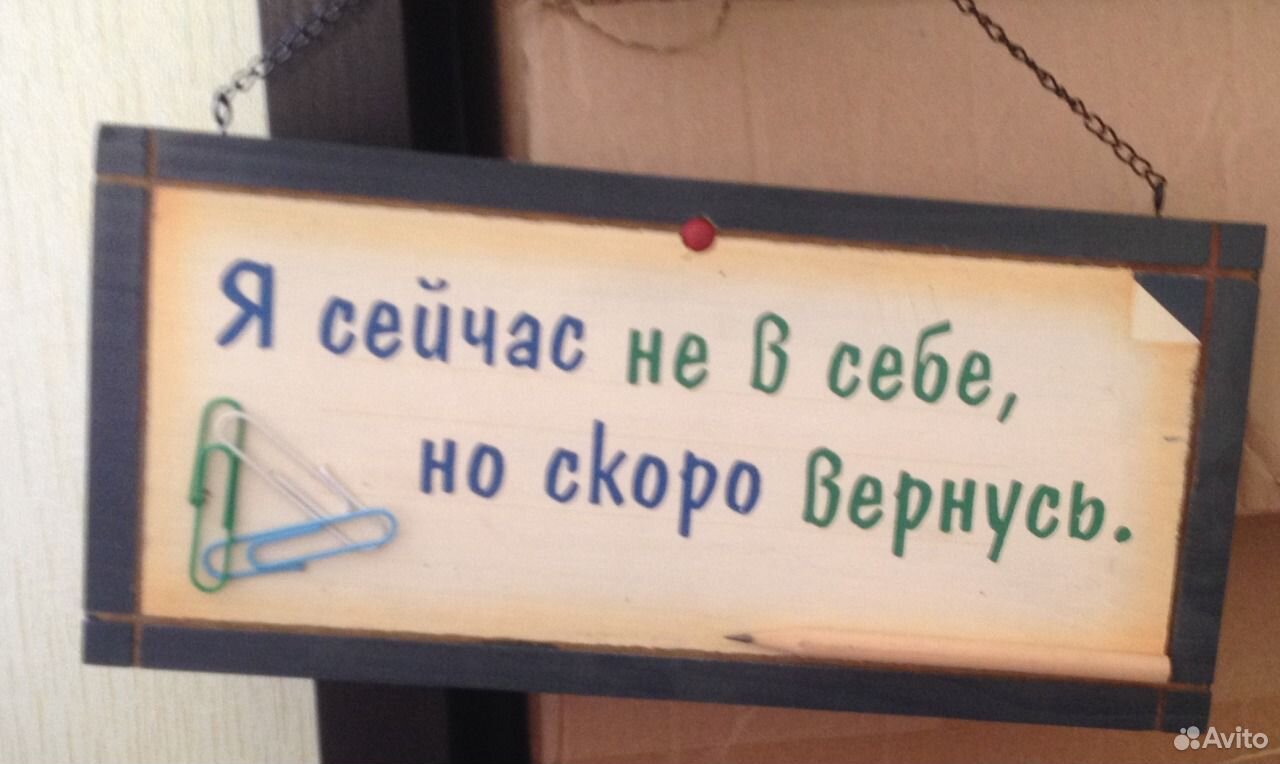 Я сейчас не в себе,
но скоро вернусь.
Avito